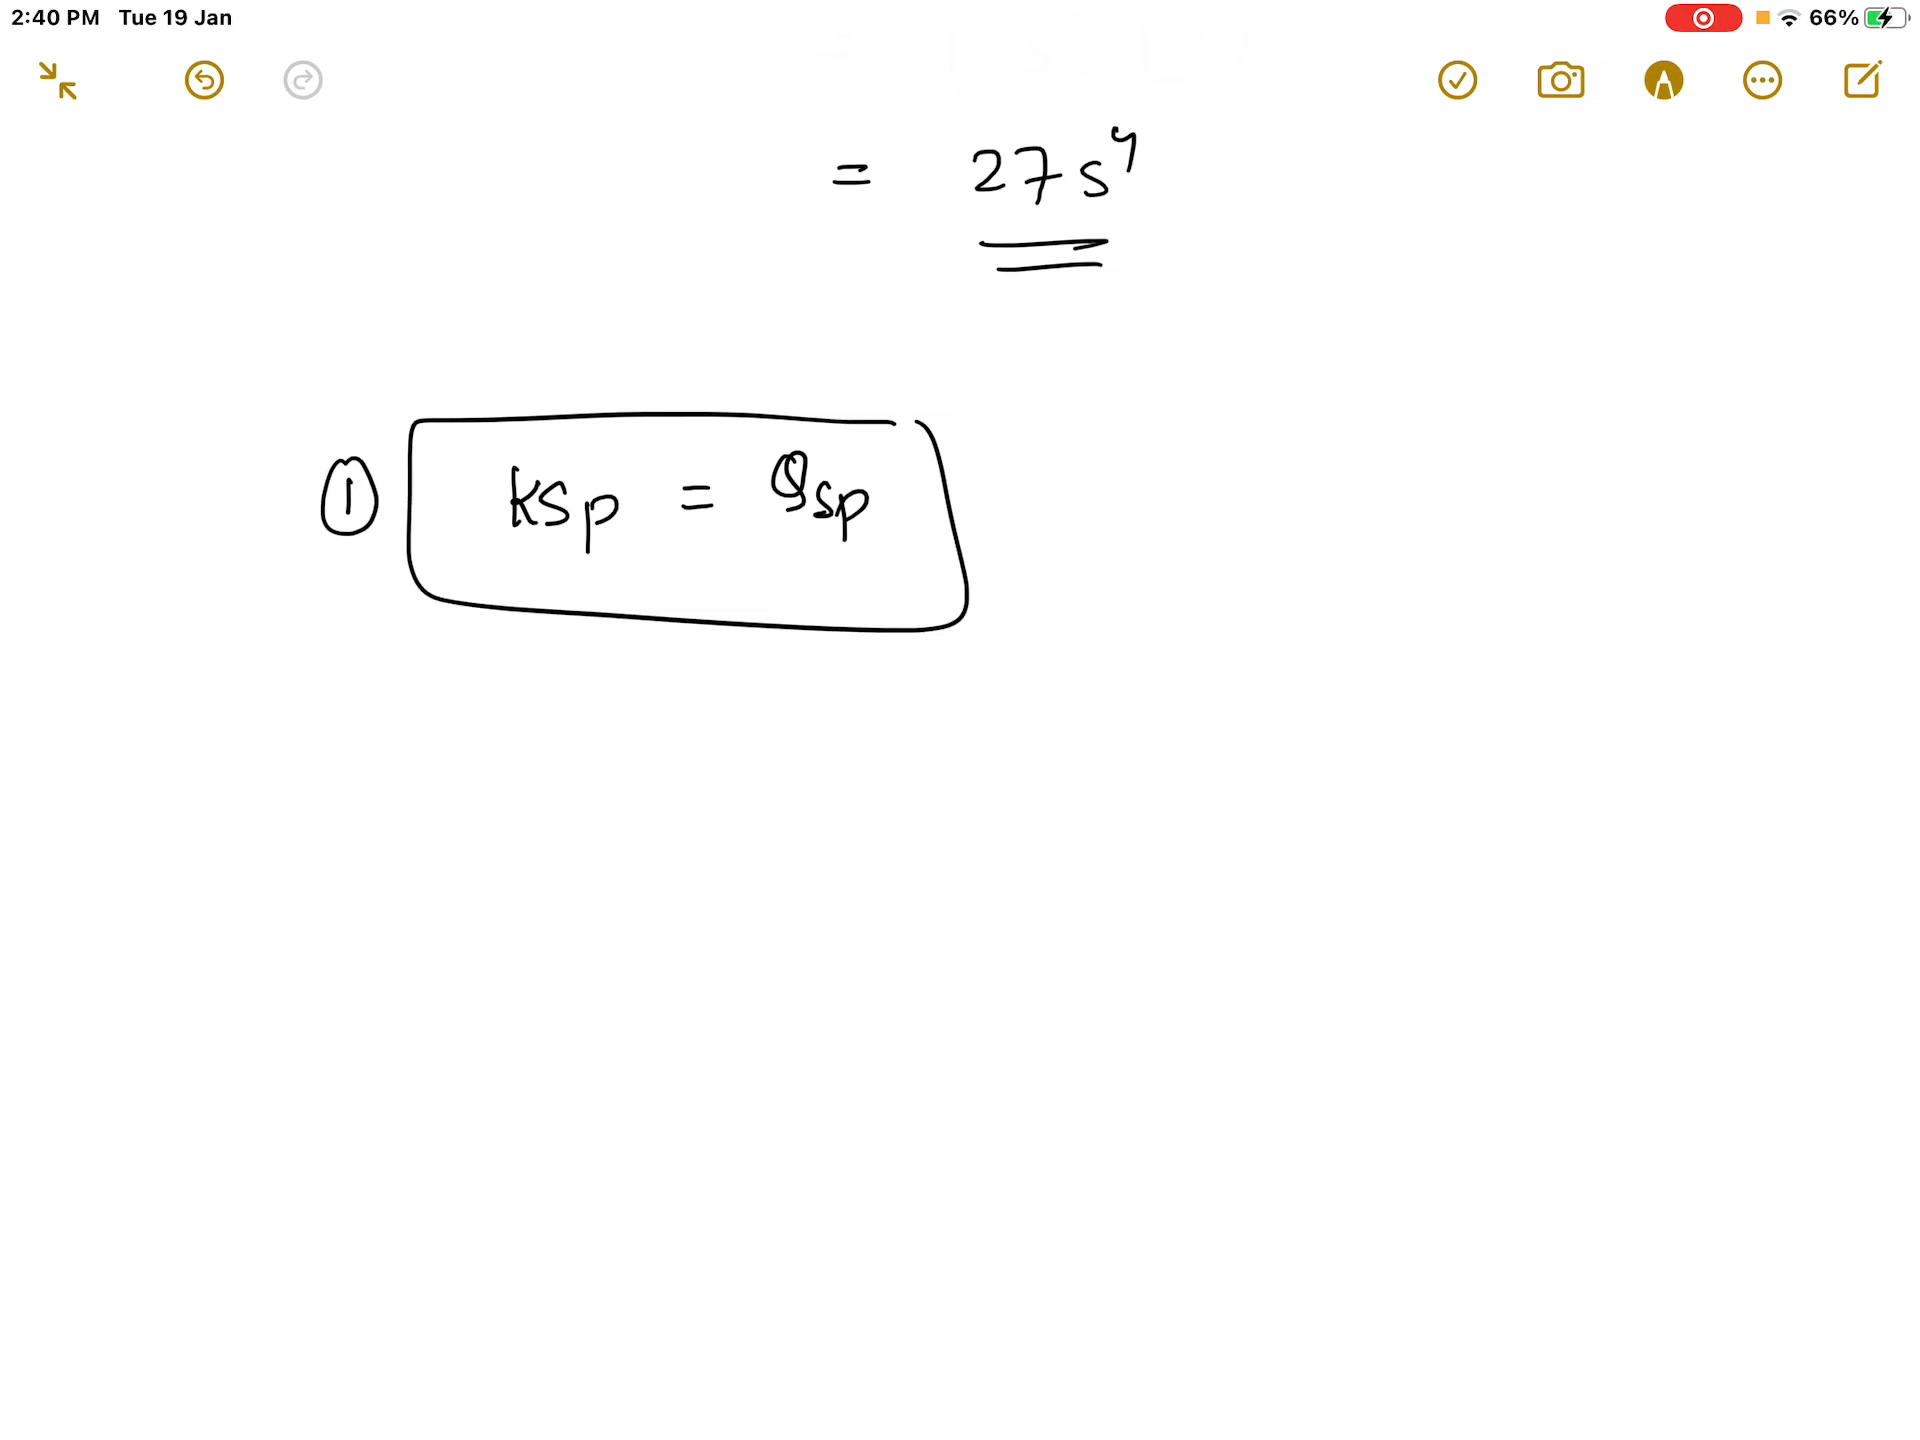 2:40 PM Tue 19 Jan 66%
= 27s⁴
① Ksp = Qsp